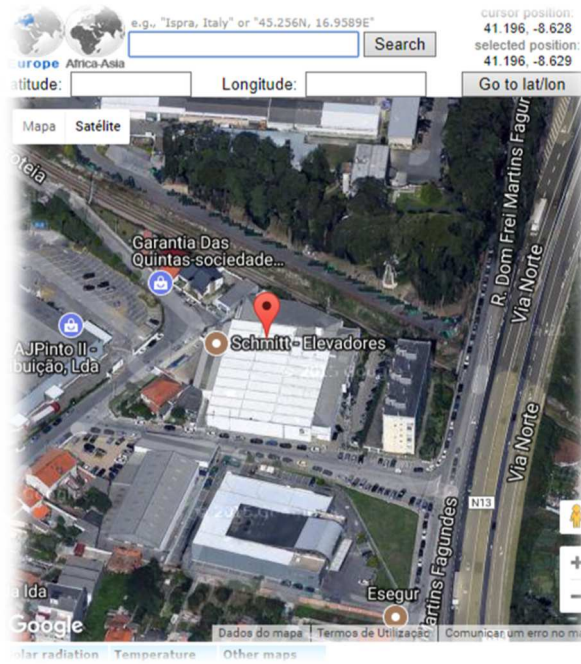 e.g., "Ispra, Italy" or "45.256N, 16.9589E"
cursor position:
41.196, -8.628
selected position:
41.196, -8.629
Search
Europe Africa-Asia
atitude:
Longitude:
Go to lat/lon
Mapa Satélite
oteia
R. Dom Frei Martins Fagun
Via Norte
Garantia Das
Quintas-sociedade...
Schmitt - Elevadores
AJPinto II -
buição, Lda
Via Norte
N13
Martins Fagundes
a lda
Esegur
Google
Dados do mapa Termos de Utilização Comunicar um erro no ma
olar radiation Temperature Other maps